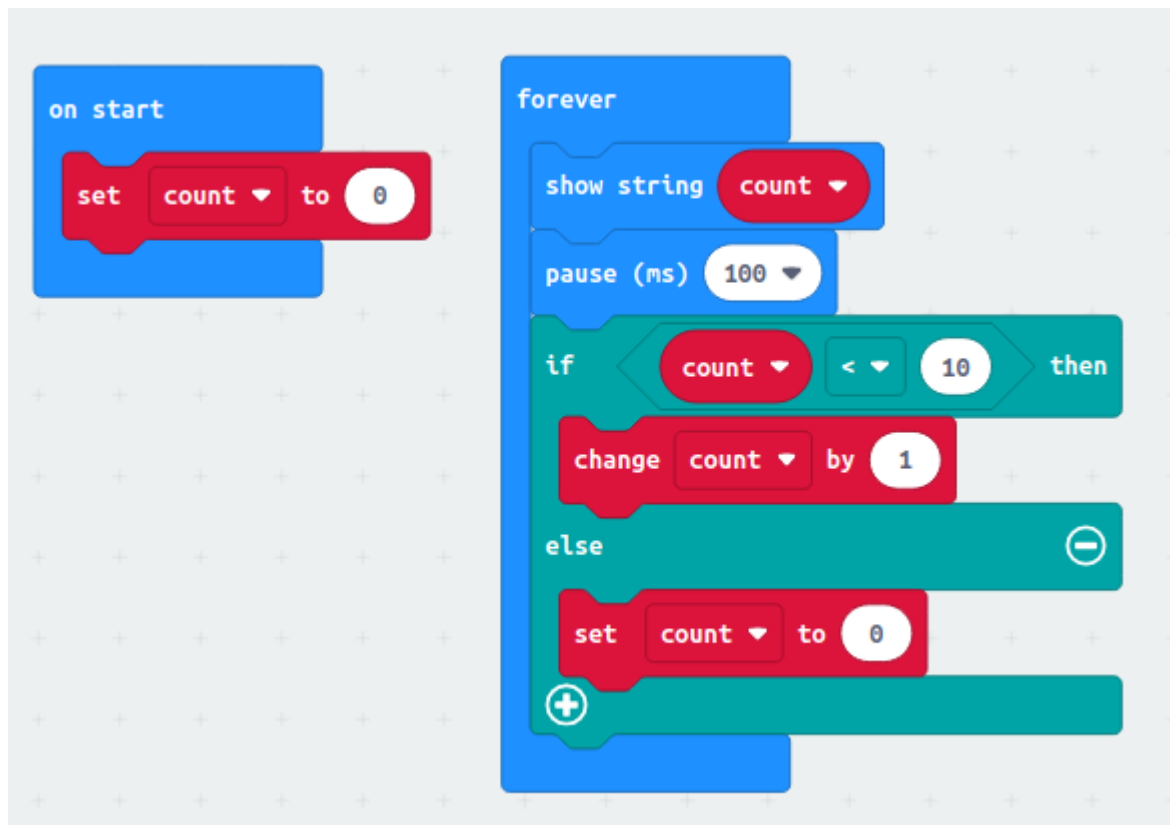 on start
set count to 0
forever
show string count
pause (ms) 100
if count < 10 then
change count by 1
else
set count to 0